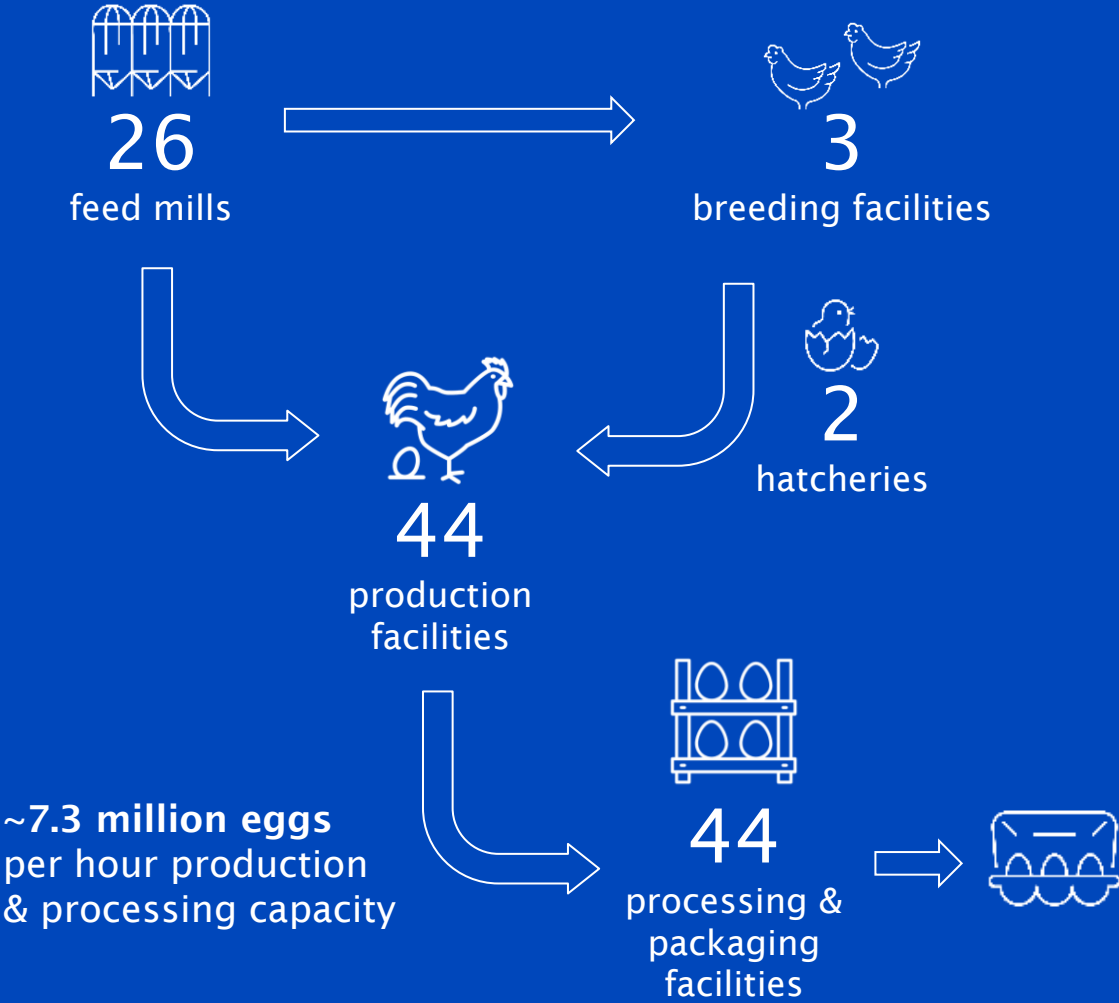 26
feed mills
3
breeding facilities
2
hatcheries
44
production
facilities
~7.3 million eggs
per hour production
& processing capacity
44
processing &
packaging
facilities